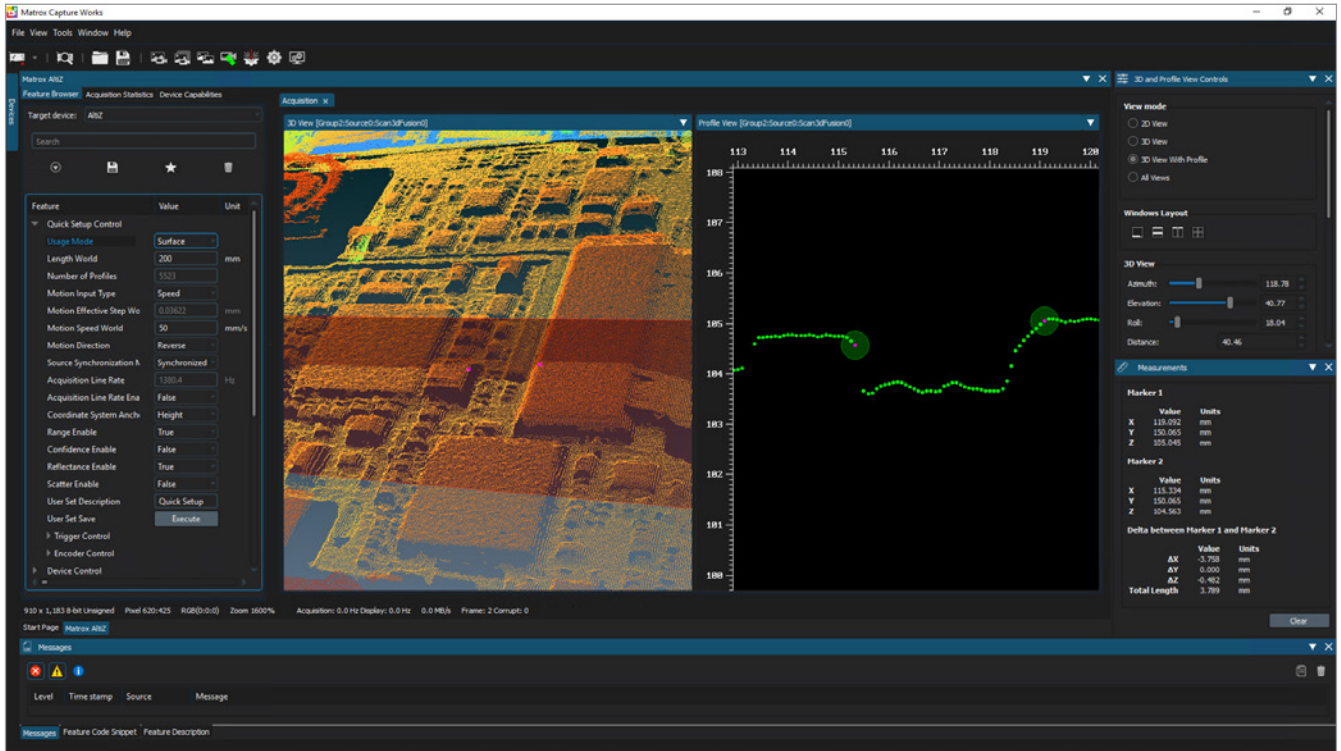 Matrox Capture Works
File View Tools Window Help
Devices
Matrox AltiZ
Feature Browser Acquisition Statistics Device Capabilities
Target device: AltiZ
Search
Feature Value Unit
Quick Setup Control
Usage Mode Surface
Length World 200 mm
Number of Profiles 5523
Motion Input Type Speed
Motion Effective Step Wo 0.03622 mm
Motion Speed World 50 mm/s
Motion Direction Reverse
Source Synchronization M Synchronized
Acquisition Line Rate 1380.4 Hz
Acquisition Line Rate Ena False
Coordinate System Ancho Height
Range Enable True
Confidence Enable False
Reflectance Enable True
Scatter Enable False
User Set Description Quick Setup
User Set Save Execute
Trigger Control
Encoder Control
Device Control
Acquisition x
3D View [Group2:Source0:Scan3dFusion0]
Profile View [Group2:Source0:Scan3dFusion0]
113 114 115 116 117 118 119 120
108
107
106
105
104
103
102
101
100
3D and Profile View Controls
View mode
2D View
3D View
3D View With Profile
All Views
Windows Layout
3D View
Azimuth: 118.78
Elevation: 40.77
Roll: 18.04
Distance: 40.46
Measurements
Marker 1
Value Units
X 119.092 mm
Y 150.065 mm
Z 105.045 mm
Marker 2
Value Units
X 115.334 mm
Y 150.065 mm
Z 104.563 mm
Delta between Marker 1 and Marker 2
Value Units
ΔX -3.758 mm
ΔY 0.000 mm
ΔZ -0.482 mm
Total Length 3.789 mm
Clear
910 x 1,183 8-bit Unsigned Pixel 620:425 RGB(0:0:0) Zoom 1600% Acquisition: 0.0 Hz Display: 0.0 Hz 0.0 MB/s Frame: 2 Corrupt: 0
Start Page Matrox AltiZ
Messages
Level Time stamp Source Message
Messages Feature Code Snippet Feature Description